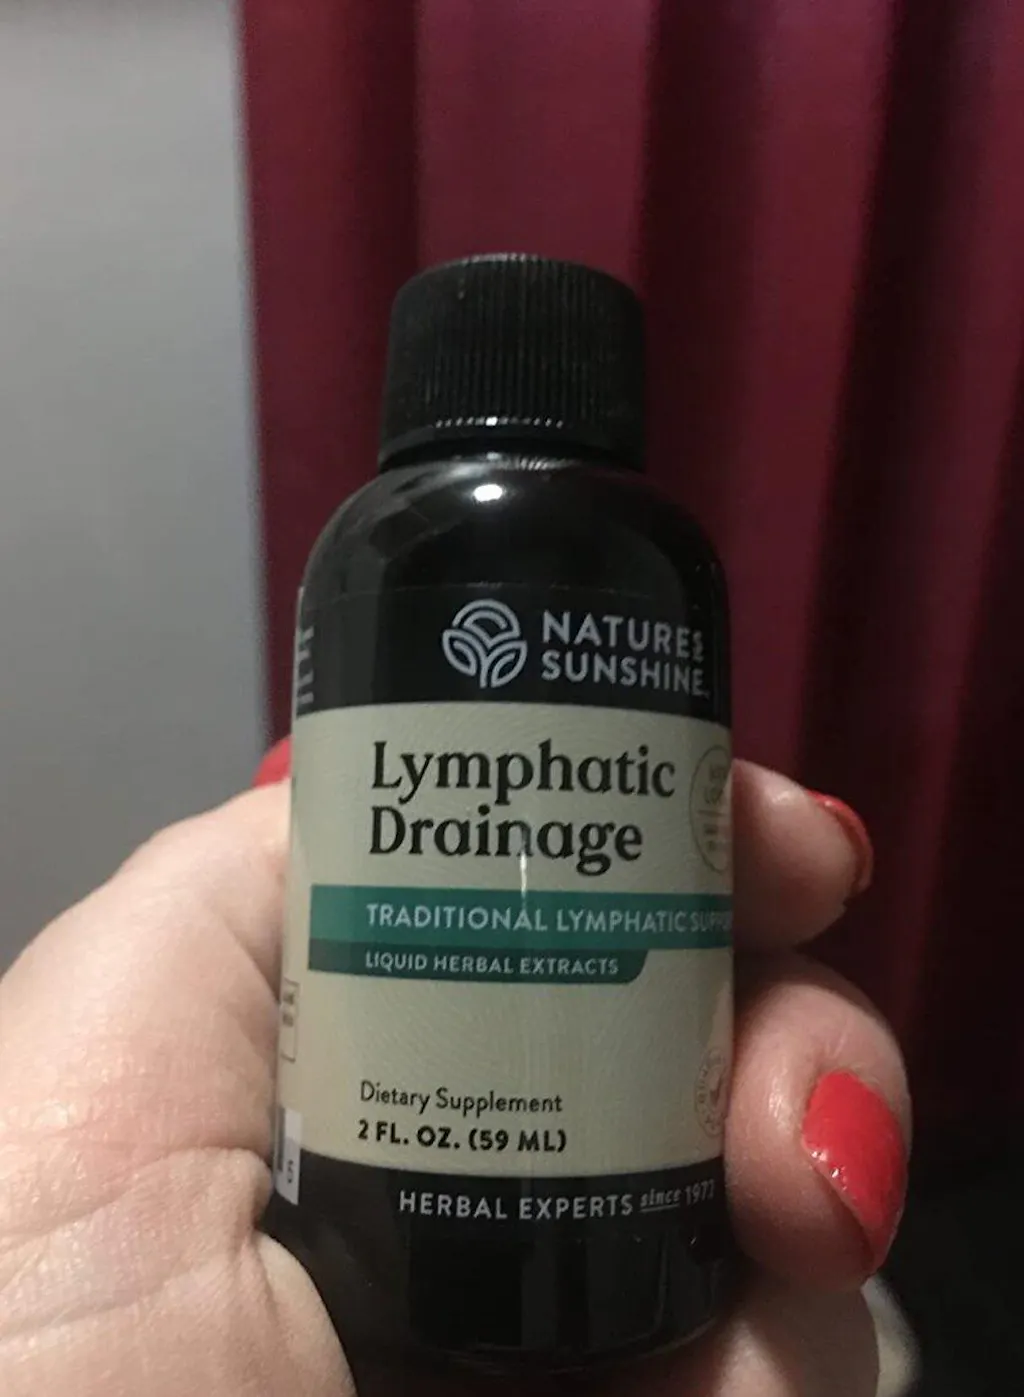 NATURE'S
SUNSHINE
Lymphatic
Drainage
TRADITIONAL LYMPHATIC
LIQUID HERBAL EXTRACTS
Dietary Supplement
2 FL. OZ. (59 ML)
HERBAL EXPERTS since 1972